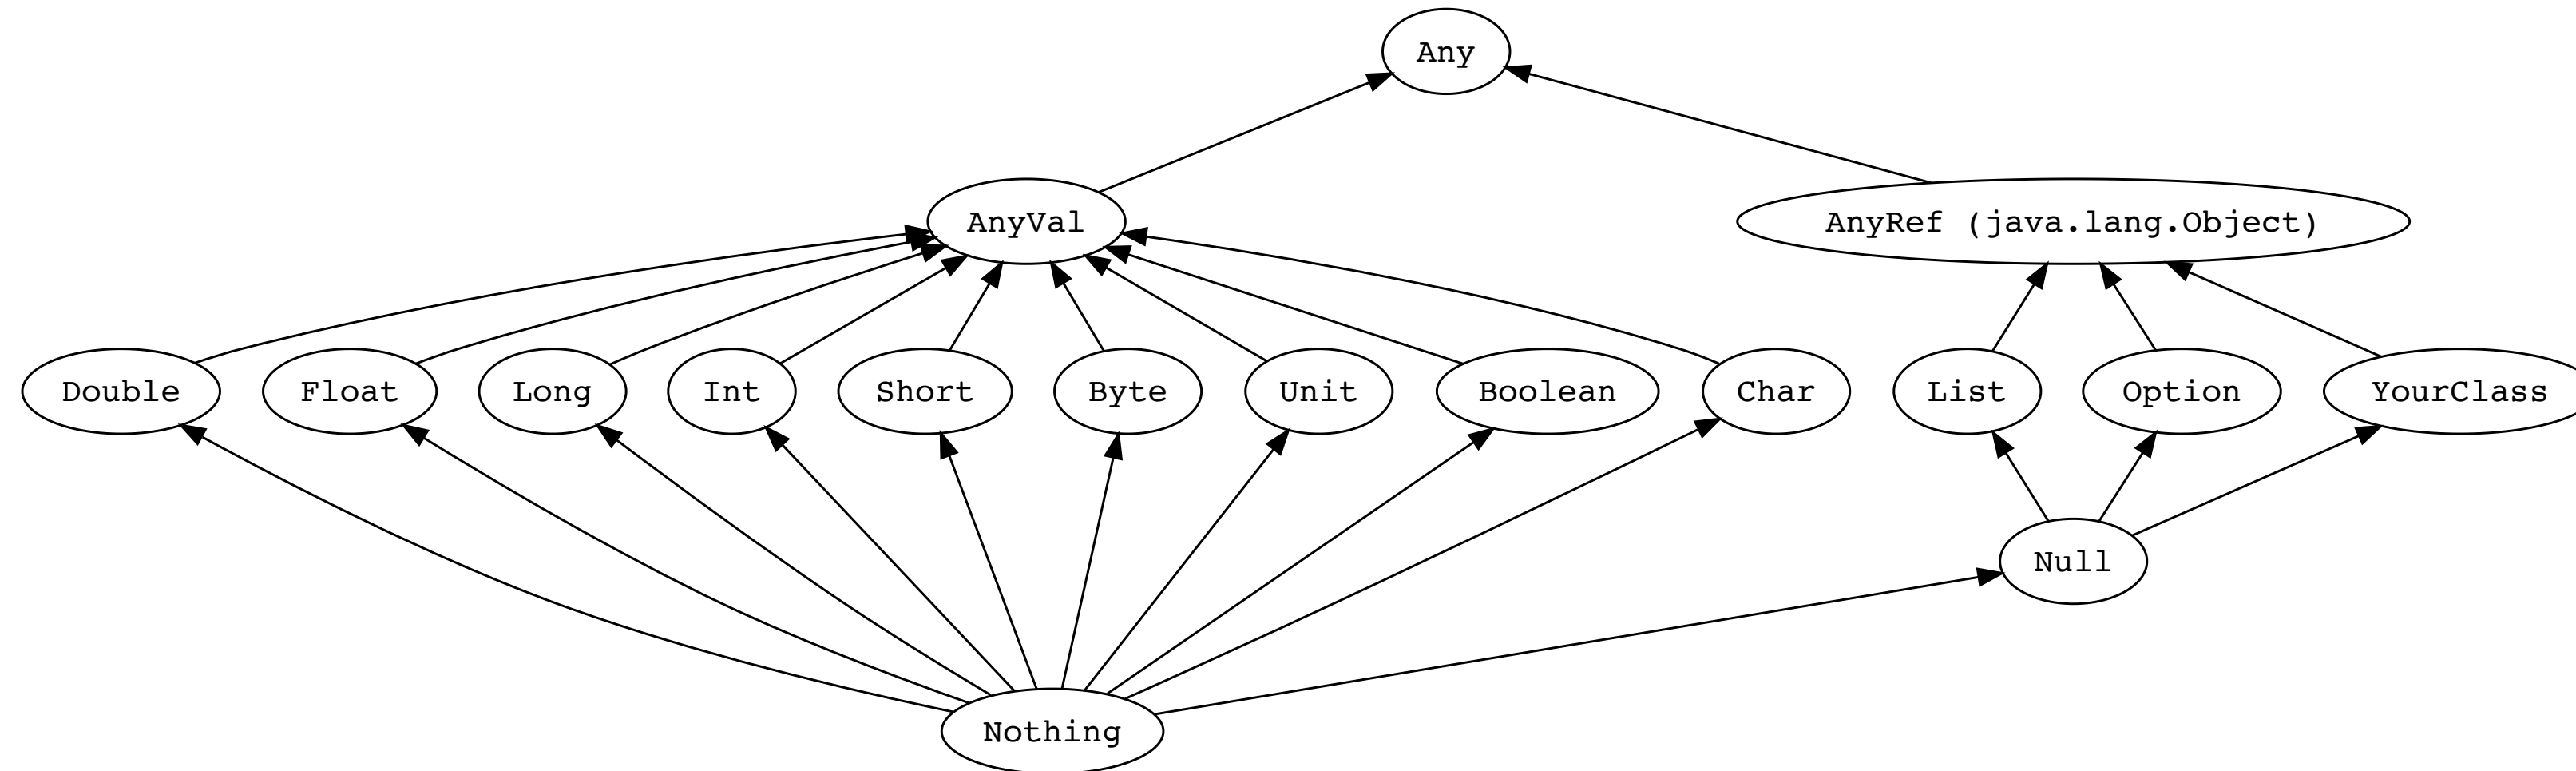 Any
AnyVal
AnyRef (java.lang.Object)
Double
Float
Long
Int
Short
Byte
Unit
Boolean
Char
List
Option
YourClass
Null
Nothing